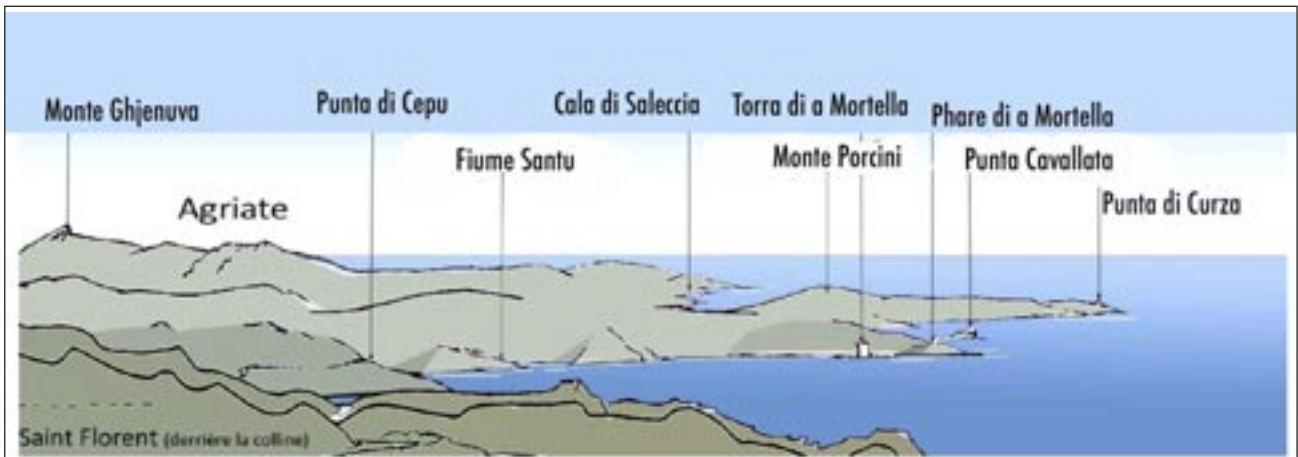 Monte Ghjenuva
Punta di Cepu
Cala di Saleccia
Torra di a Mortella
Phare di a Mortella
Fiume Santu
Monte Porcini
Punta Cavallata
Agriate
Punta di Curza
Saint Florent (derrière la colline)